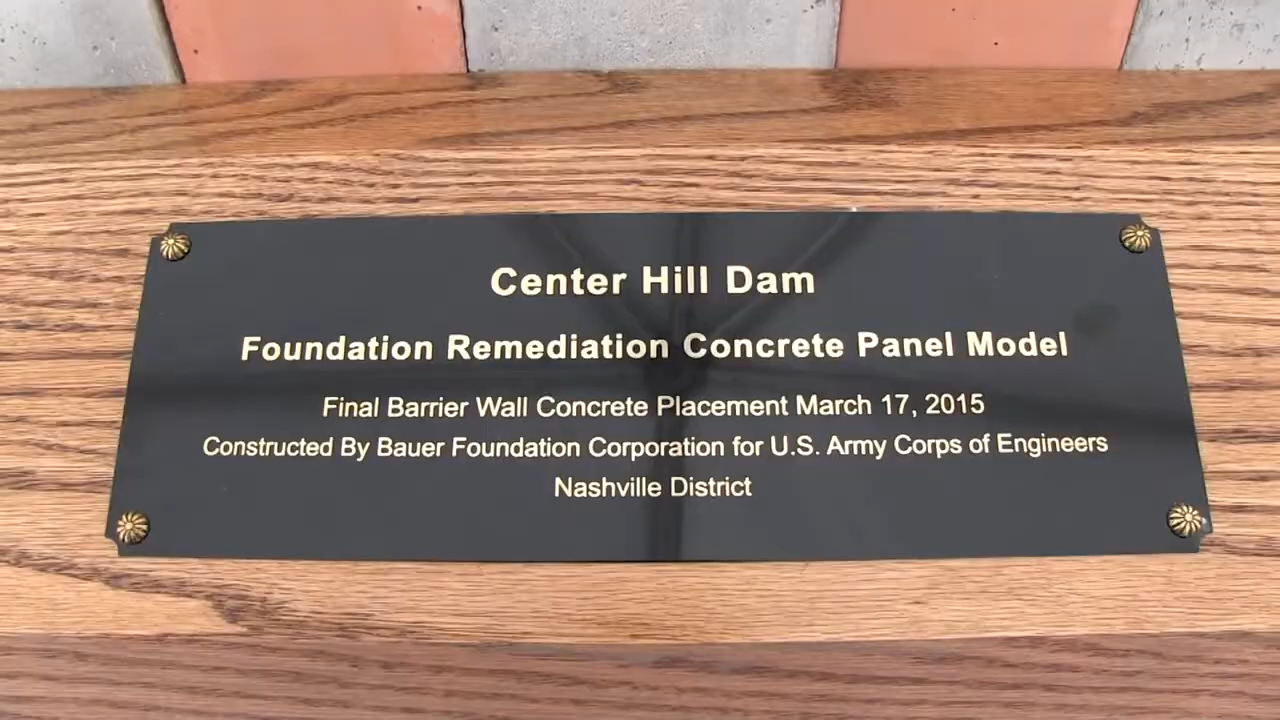 Center Hill Dam
Foundation Remediation Concrete Panel Model
Final Barrier Wall Concrete Placement March 17, 2015
Constructed By Bauer Foundation Corporation for U.S. Army Corps of Engineers
Nashville District